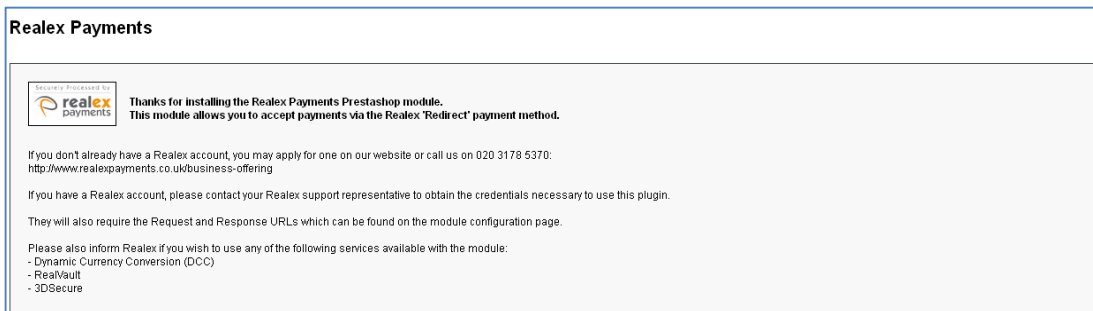 Realex Payments
Securely Processed by
realex
payments
Thanks for installing the Realex Payments Prestashop module.
This module allows you to accept payments via the Realex 'Redirect' payment method.
If you don't already have a Realex account, you may apply for one on our website or call us on 020 3178 5370:
http://www.realexpayments.co.uk/business-offering
If you have a Realex account, please contact your Realex support representative to obtain the credentials necessary to use this plugin.
They will also require the Request and Response URLs which can be found on the module configuration page.
Please also inform Realex if you wish to use any of the following services available with the module:
- Dynamic Currency Conversion (DCC)
- RealVault
- 3DSecure